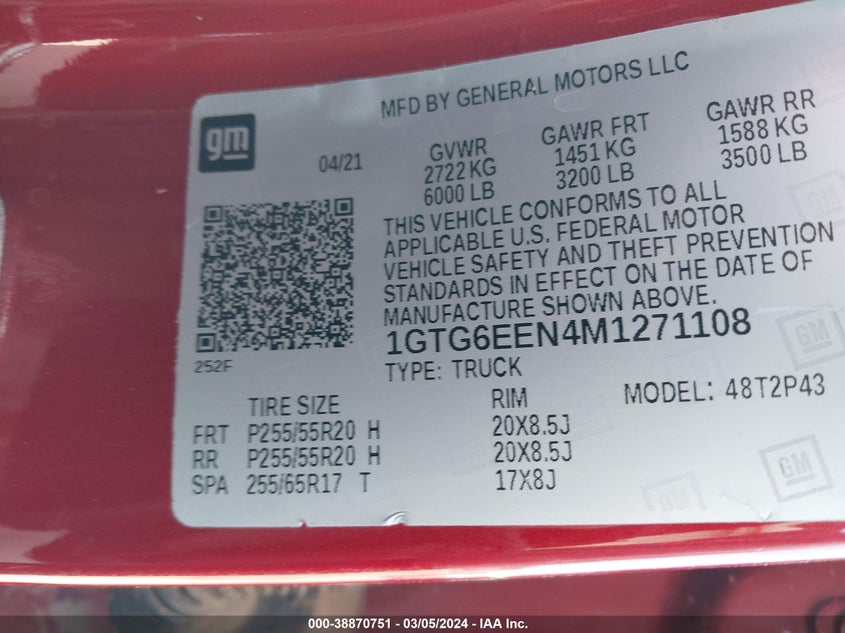 MFD BY GENERAL MOTORS LLC
gm
04/21
GVWR
2722 KG
6000 LB
GAWR FRT
1451 KG
3200 LB
GAWR RR
1588 KG
3500 LB
THIS VEHICLE CONFORMS TO ALL
APPLICABLE U.S. FEDERAL MOTOR
VEHICLE SAFETY AND THEFT PREVENTION
STANDARDS IN EFFECT ON THE DATE OF
MANUFACTURE SHOWN ABOVE.
1GTG6EEN4M1271108
252F
TYPE: TRUCK
MODEL: 48T2P43
TIRE SIZE RIM
FRT P255/55R20 H 20X8.5J
RR P255/55R20 H 20X8.5J
SPA 255/65R17 T 17X8J
GM
GM
GM
000-38870751 - 03/05/2024 - IAA Inc.